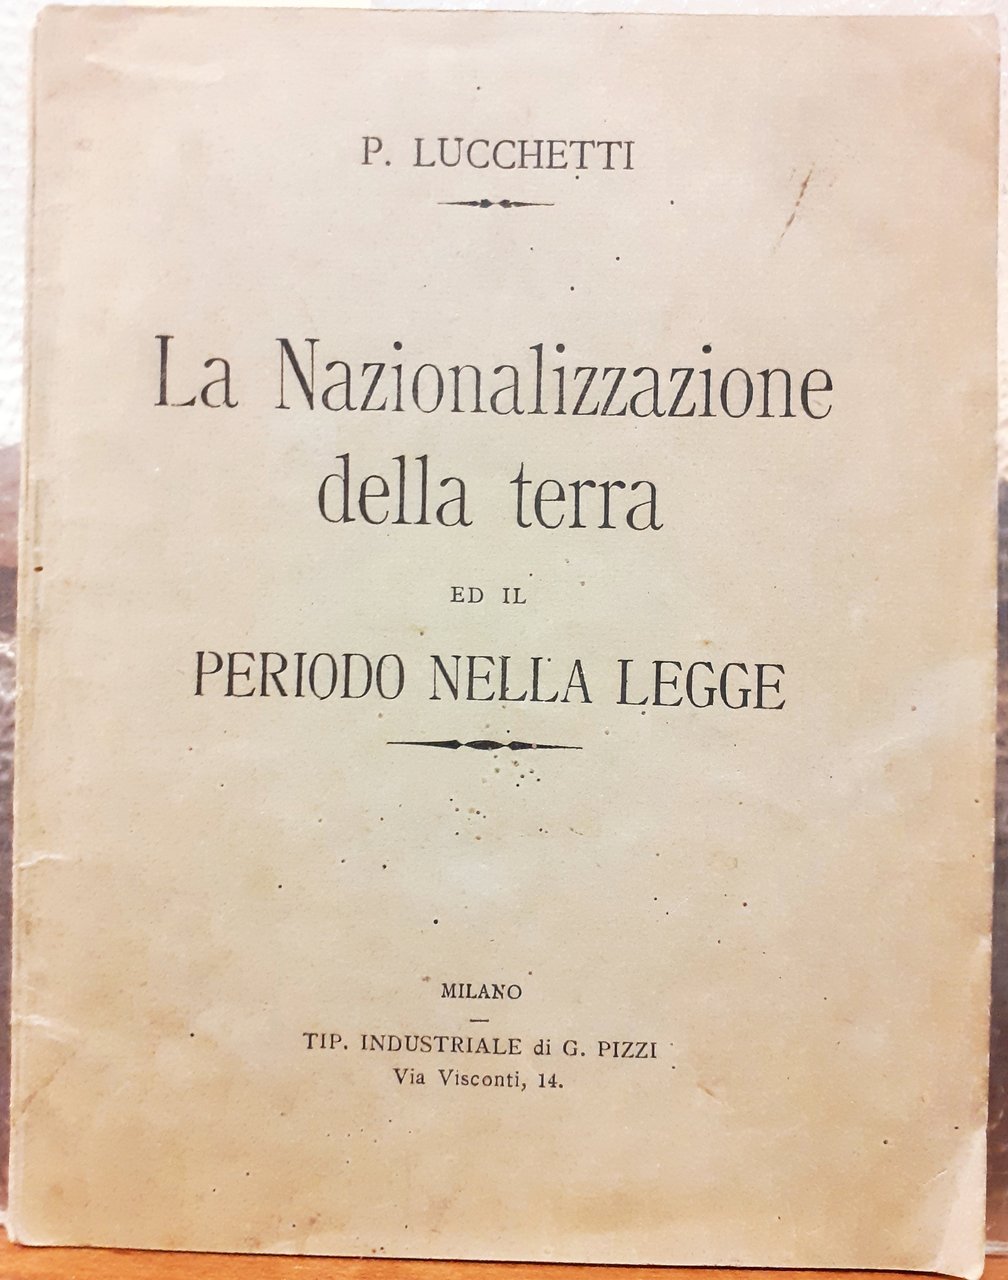 P. LUCCHETTI
La Nazionalizzazione
della terra
ED IL
PERIODO NELLA LEGGE
MILANO
TIP. INDUSTRIALE di G. PIZZI
Via Visconti, 14.